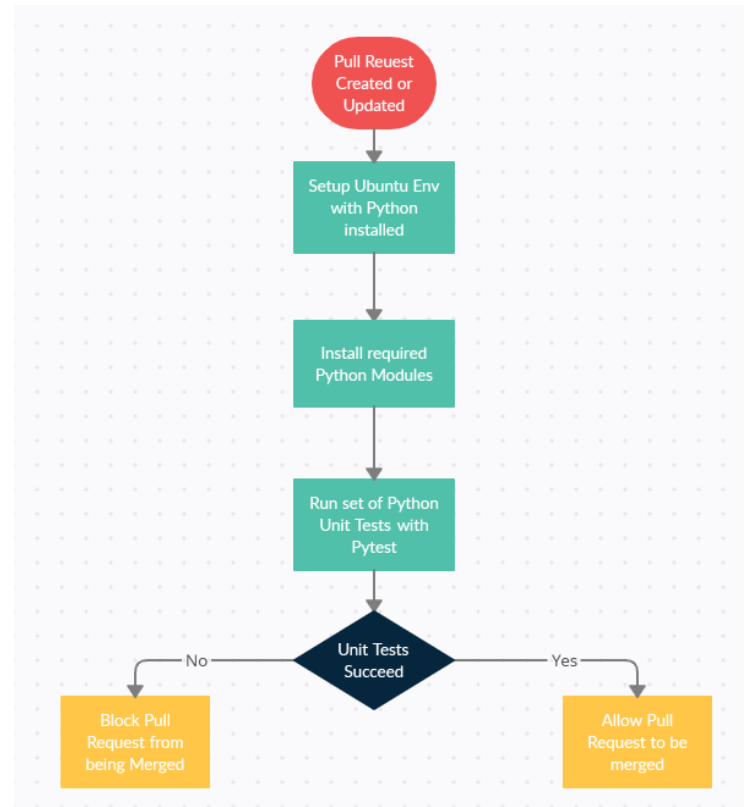 Pull Reuest
Created or
Updated
Setup Ubuntu Env
with Python
installed
Install required
Python Modules
Run set of Python
Unit Tests with
Pytest
Unit Tests
Succeed
No
Yes
Block Pull
Request from
being Merged
Allow Pull
Request to be
merged